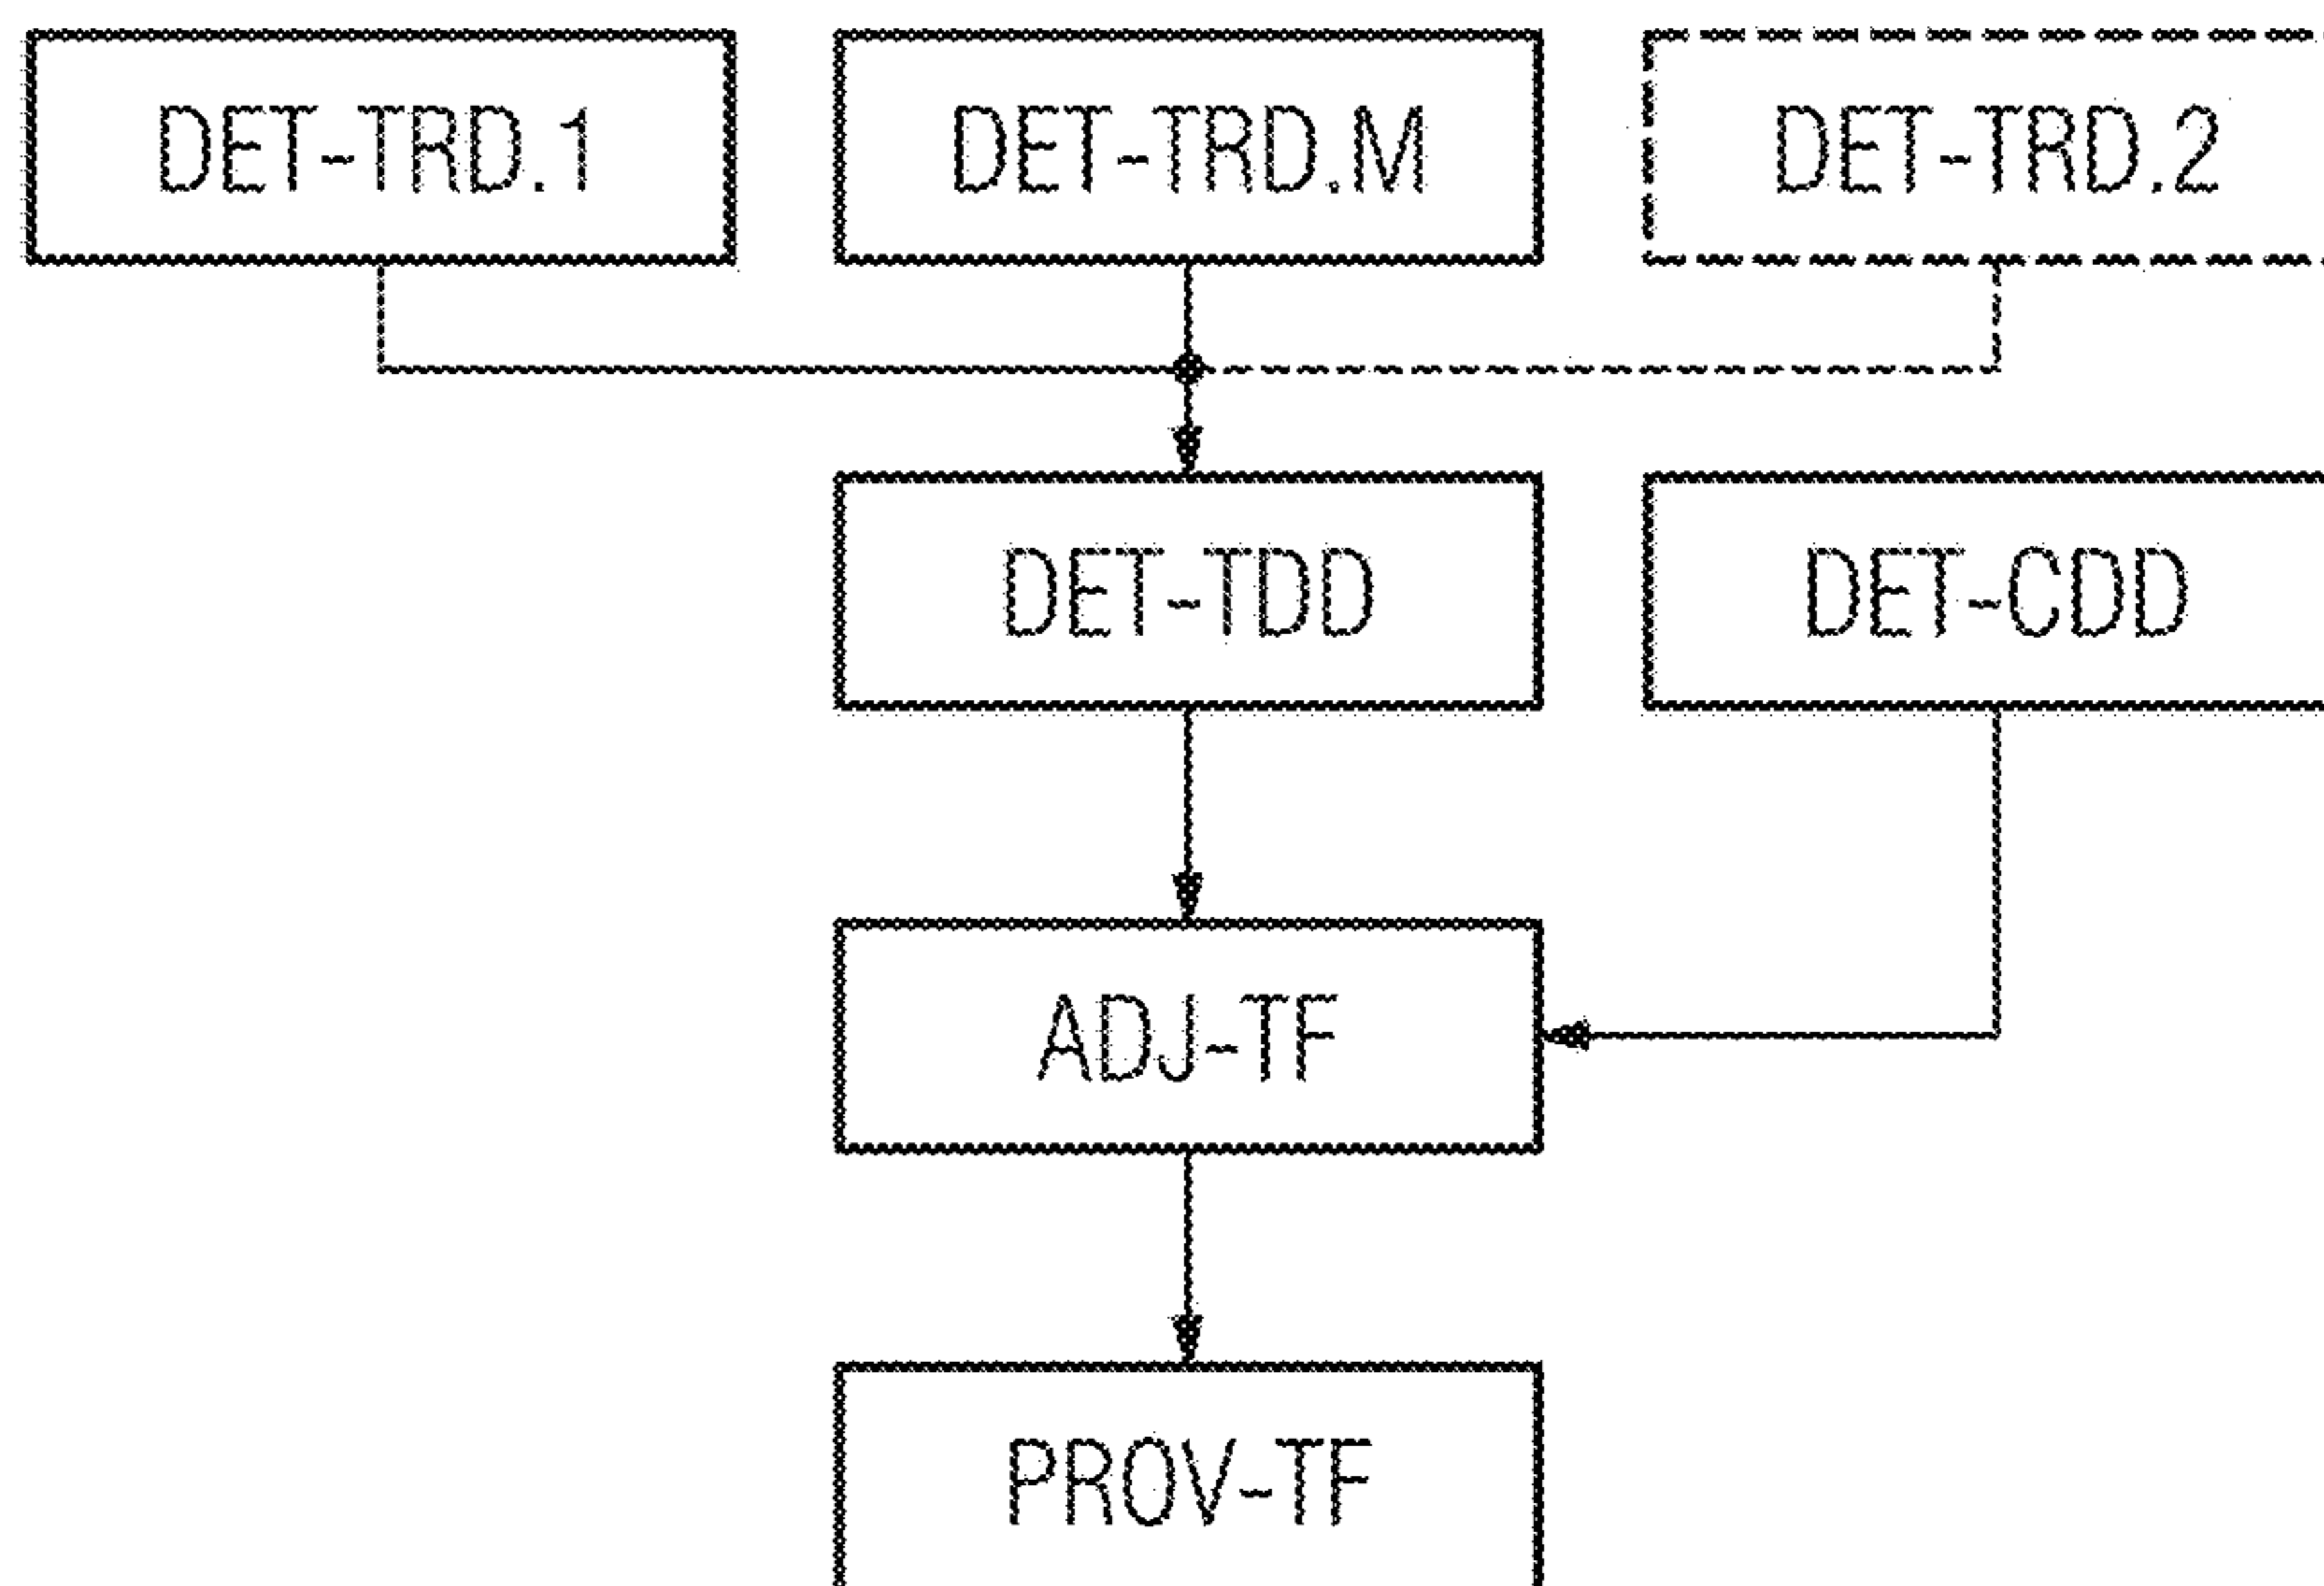 DET-TRD.1
DET-TRD.M
DET-TRD.2
DET-TDD
DET-CDD
ADJ-TF
PROV-TF